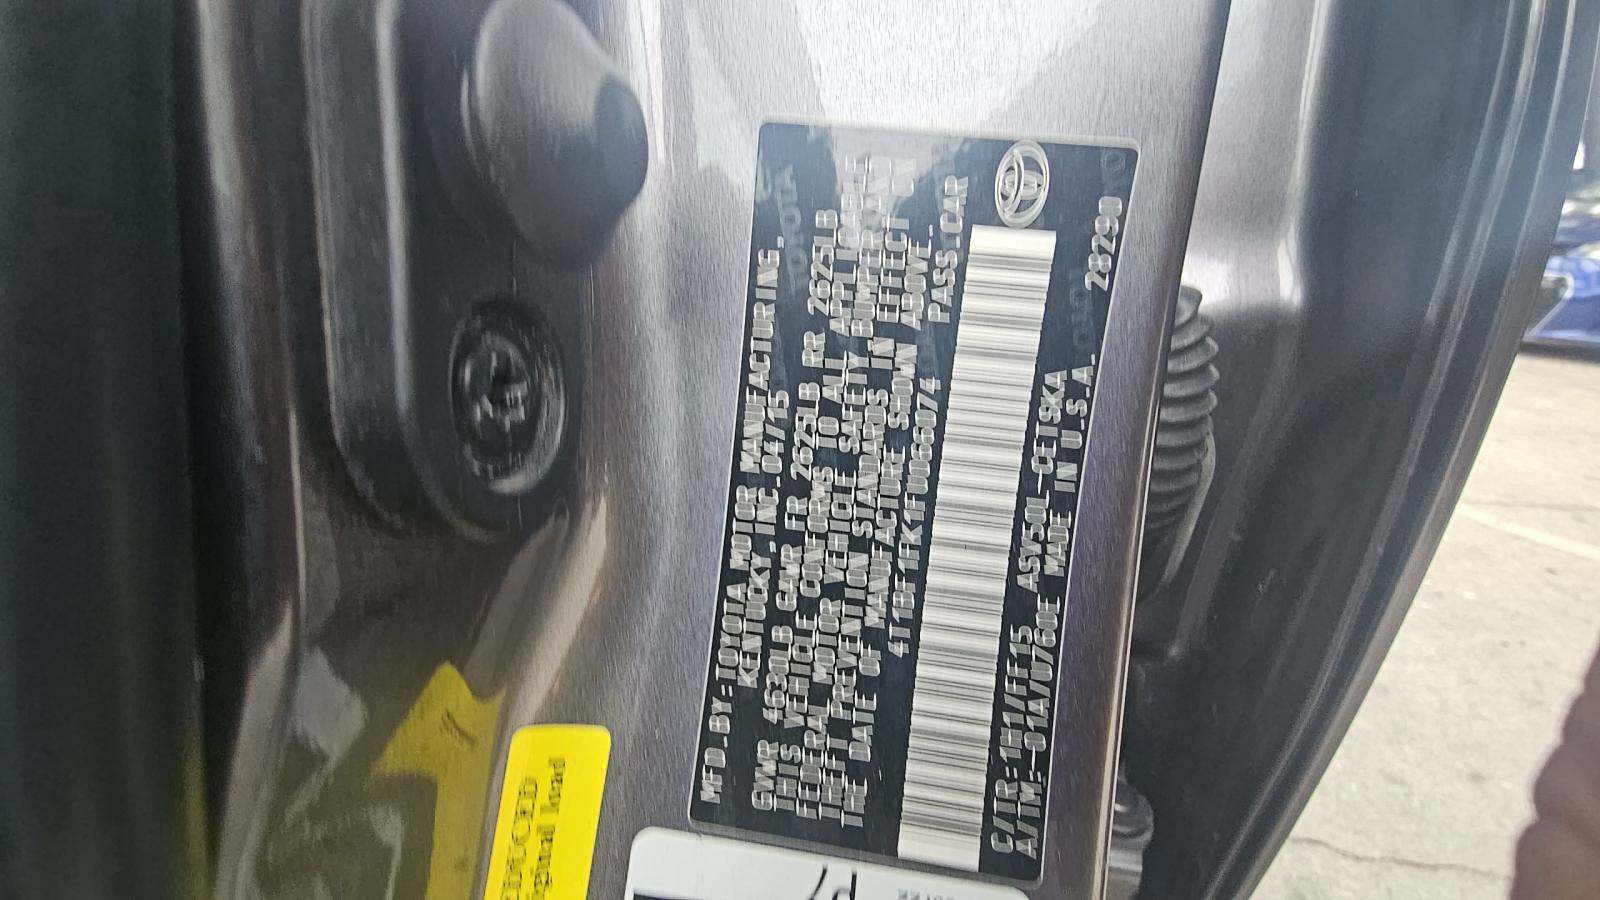 MFD. BY: TOYOTA MOTOR MANUFACTURING.
KENTUCKY, INC. 04/15
GVWR 4630LB GAWR FR 2625LB RR 2625LB
THIS VEHICLE CONFORMS TO ALL APPLICABLE
FEDERAL MOTOR VEHICLE SAFETY, BUMPER, AND
THEFT PREVENTION STANDARDS IN EFFECT ON
THE DATE OF MANUFACTURE SHOWN ABOVE.
4T1BF1FK1FU066074 PASS.CAR
C/TR:1H1/FE15 ASV50L-CETSKA
A/TM:-01A/U760E MADE IN U.S.A. 28290